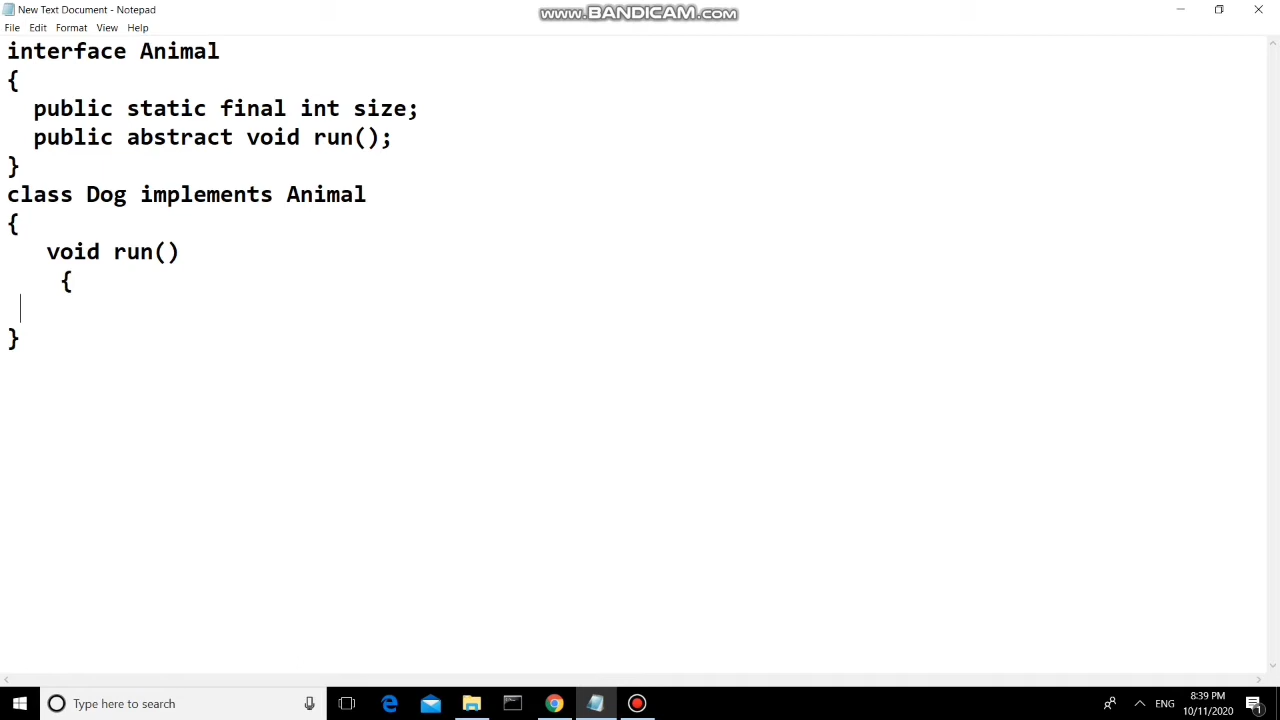 New Text Document - Notepad
www.BANDICAM.com
File Edit Format View Help
interface Animal
{
public static final int size;
public abstract void run();
}
class Dog implements Animal
{
void run()
{
}
Type here to search
ENG
8:39 PM
10/11/2020
1